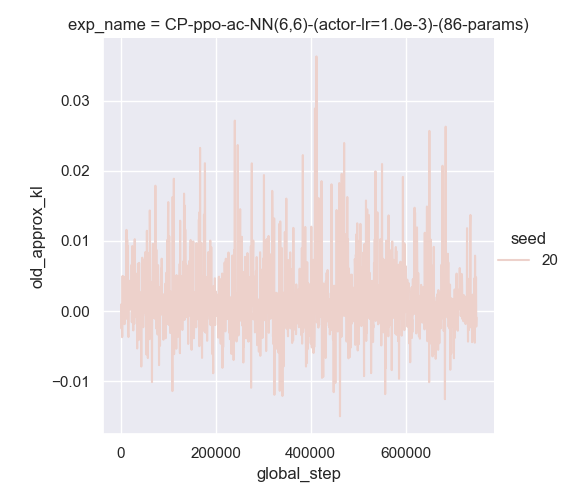 exp_name = CP-ppo-ac-NN(6,6)-(actor-lr=1.0e-3)-(86-params)
0.03
0.02
0.01
0.00
−0.01
old_approx_kl
0
200000
400000
600000
global_step
seed
20